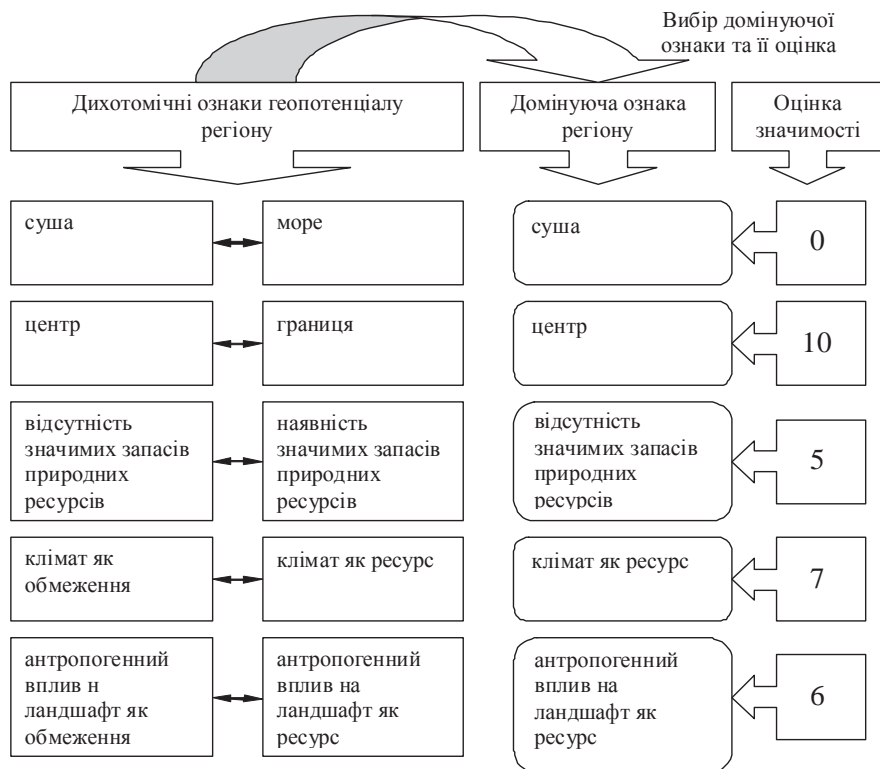 Вибір домінуючої
ознаки та її оцінка
Дихотомічні ознаки геопотенціалу
регіону
Домінуюча ознака
регіону
Оцінка
значимості
суша
море
суша
0
центр
границя
центр
10
відсутність
значимих запасів
природних
ресурсів
наявність
значимих запасів
природних
ресурсів
відсутність
значимих запасів
природних
ресурсів
5
клімат як
обмеження
клімат як ресурс
клімат як ресурс
7
антропогенний
вплив н
ландшафт як
обмеження
антропогенний
вплив на
ландшафт як
ресурс
антропогенний
вплив на
ландшафт як
ресурс
6